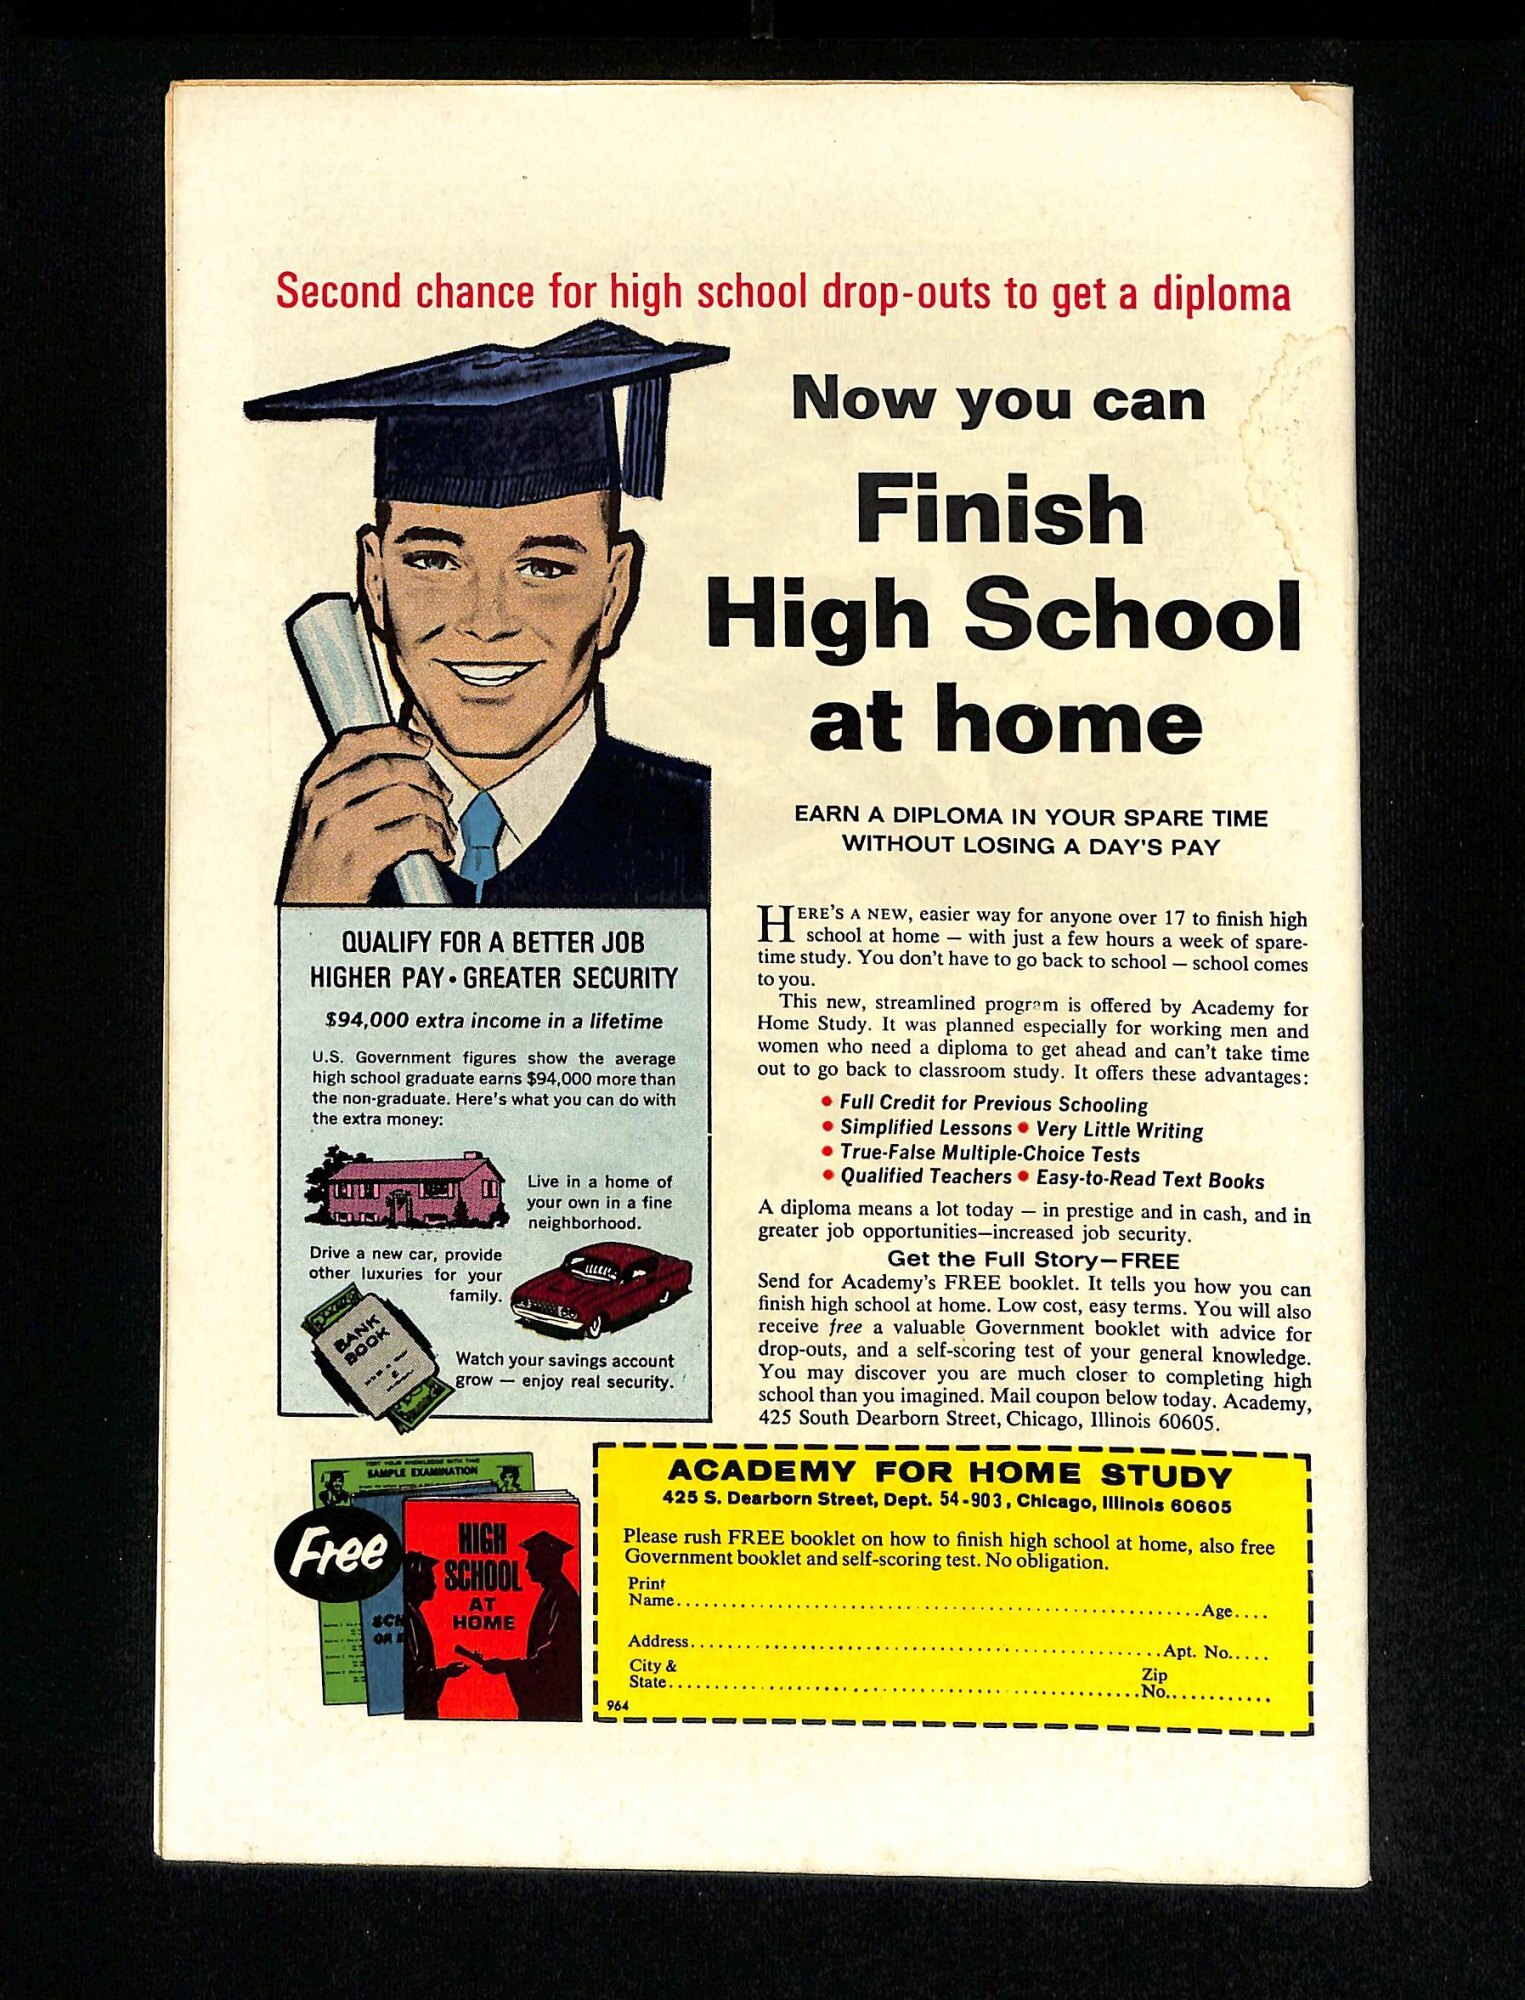 Second chance for high school drop-outs to get a diploma
Now you can
Finish
High School
at home
EARN A DIPLOMA IN YOUR SPARE TIME
WITHOUT LOSING A DAY'S PAY
HERE'S A NEW, easier way for anyone over 17 to finish high
school at home — with just a few hours a week of spare-
time study. You don't have to go back to school — school comes
to you.
This new, streamlined program is offered by Academy for
Home Study. It was planned especially for working men and
women who need a diploma to get ahead and can't take time
out to go back to classroom study. It offers these advantages:
• Full Credit for Previous Schooling
• Simplified Lessons • Very Little Writing
• True-False Multiple-Choice Tests
• Qualified Teachers • Easy-to-Read Text Books
A diploma means a lot today — in prestige and in cash, and in
greater job opportunities—increased job security.
Get the Full Story—FREE
Send for Academy's FREE booklet. It tells you how you can
finish high school at home. Low cost, easy terms. You will also
receive free a valuable Government booklet with advice for
drop-outs, and a self-scoring test of your general knowledge.
You may discover you are much closer to completing high
school than you imagined. Mail coupon below today. Academy,
425 South Dearborn Street, Chicago, Illinois 60605.
QUALIFY FOR A BETTER JOB
HIGHER PAY • GREATER SECURITY
$94,000 extra income in a lifetime
U.S. Government figures show the average
high school graduate earns $94,000 more than
the non-graduate. Here's what you can do with
the extra money:
Live in a home of
your own in a fine
neighborhood.
Drive a new car, provide
other luxuries for your
family.
BANK
BOOK
Watch your savings account
grow — enjoy real security.
SAMPLE EXAMINATION
Free
HIGH
SCHOOL
AT
HOME
ACADEMY FOR HOME STUDY
425 S. Dearborn Street, Dept. 54-903, Chicago, Illinois 60605
Please rush FREE booklet on how to finish high school at home, also free
Government booklet and self-scoring test. No obligation.
Print
Name.......... Age....
Address.......... Apt. No.....
City &
State.......... Zip
No............
964